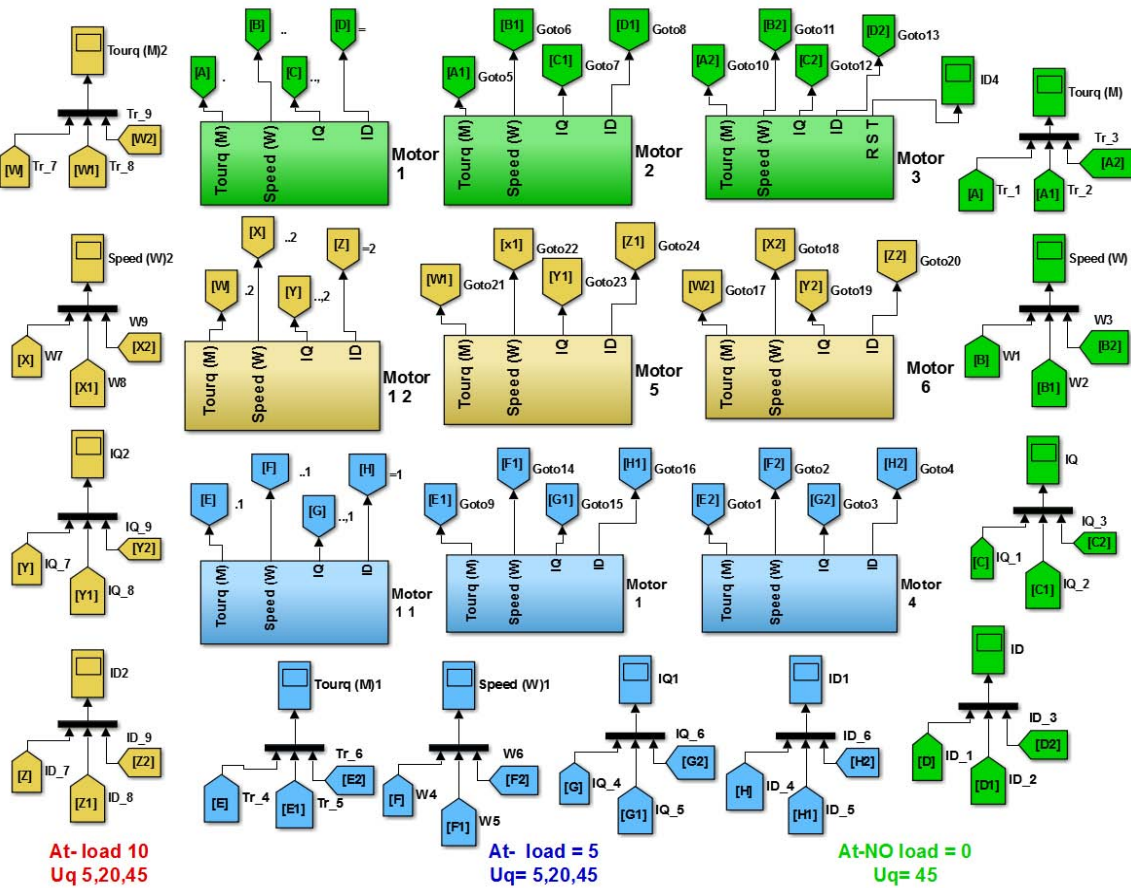 Tourq (M)2
Tr_9
[W2]
[W]
Tr_7
[W1]
Tr_8
[A]
.
[B]
..
[C]
..,
[D]
=
Tourq (M)
Speed (W)
IQ
ID
Motor
1
[A1]
Goto5
[B1]
Goto6
[C1]
Goto7
[D1]
Goto8
Tourq (M)
Speed (W)
IQ
ID
Motor
2
[A2]
Goto10
[B2]
Goto11
[C2]
Goto12
[D2]
Goto13
ID4
Tourq (M)
Speed (W)
IQ
ID
R S T
Motor
3
Tourq (M)
Tr_3
[A2]
[A]
Tr_1
[A1]
Tr_2
Speed (W)2
W9
[X2]
[X]
W7
[X1]
W8
[W]
.2
[X]
..2
[Y]
..,2
[Z]
=2
Tourq (M)
Speed (W)
IQ
ID
Motor
1 2
[W1]
Goto21
[x1]
Goto22
[Y1]
Goto23
[Z1]
Goto24
Tourq (M)
Speed (W)
IQ
ID
Motor
5
[W2]
Goto17
[X2]
Goto18
[Y2]
Goto19
[Z2]
Goto20
Tourq (M)
Speed (W)
IQ
ID
Motor
6
Speed (W)
W3
[B2]
[B]
W1
[B1]
W2
IQ2
IQ_9
[Y2]
[Y]
IQ_7
[Y1]
IQ_8
[E]
.1
[F]
..1
[G]
..,1
[H]
=1
Tourq (M)
Speed (W)
IQ
ID
Motor
1 1
[E1]
Goto9
[F1]
Goto14
[G1]
Goto15
[H1]
Goto16
Tourq (M)
Speed (W)
IQ
ID
Motor
1
[E2]
Goto1
[F2]
Goto2
[G2]
Goto3
[H2]
Goto4
Tourq (M)
Speed (W)
IQ
ID
Motor
4
IQ
IQ_3
[C2]
[C]
IQ_1
[C1]
IQ_2
ID2
ID_9
[Z2]
[Z]
ID_7
[Z1]
ID_8
Tourq (M)1
Tr_6
[E2]
[E]
Tr_4
[E1]
Tr_5
Speed (W)1
W6
[F2]
[F]
W4
[F1]
W5
IQ1
IQ_6
[G2]
[G]
IQ_4
[G1]
IQ_5
ID1
ID_6
[H2]
[H]
ID_4
[H1]
ID_5
ID
ID_3
[D2]
[D]
ID_1
[D1]
ID_2
At- load 10
Uq 5,20,45
At- load = 5
Uq= 5,20,45
At-NO load = 0
Uq= 45